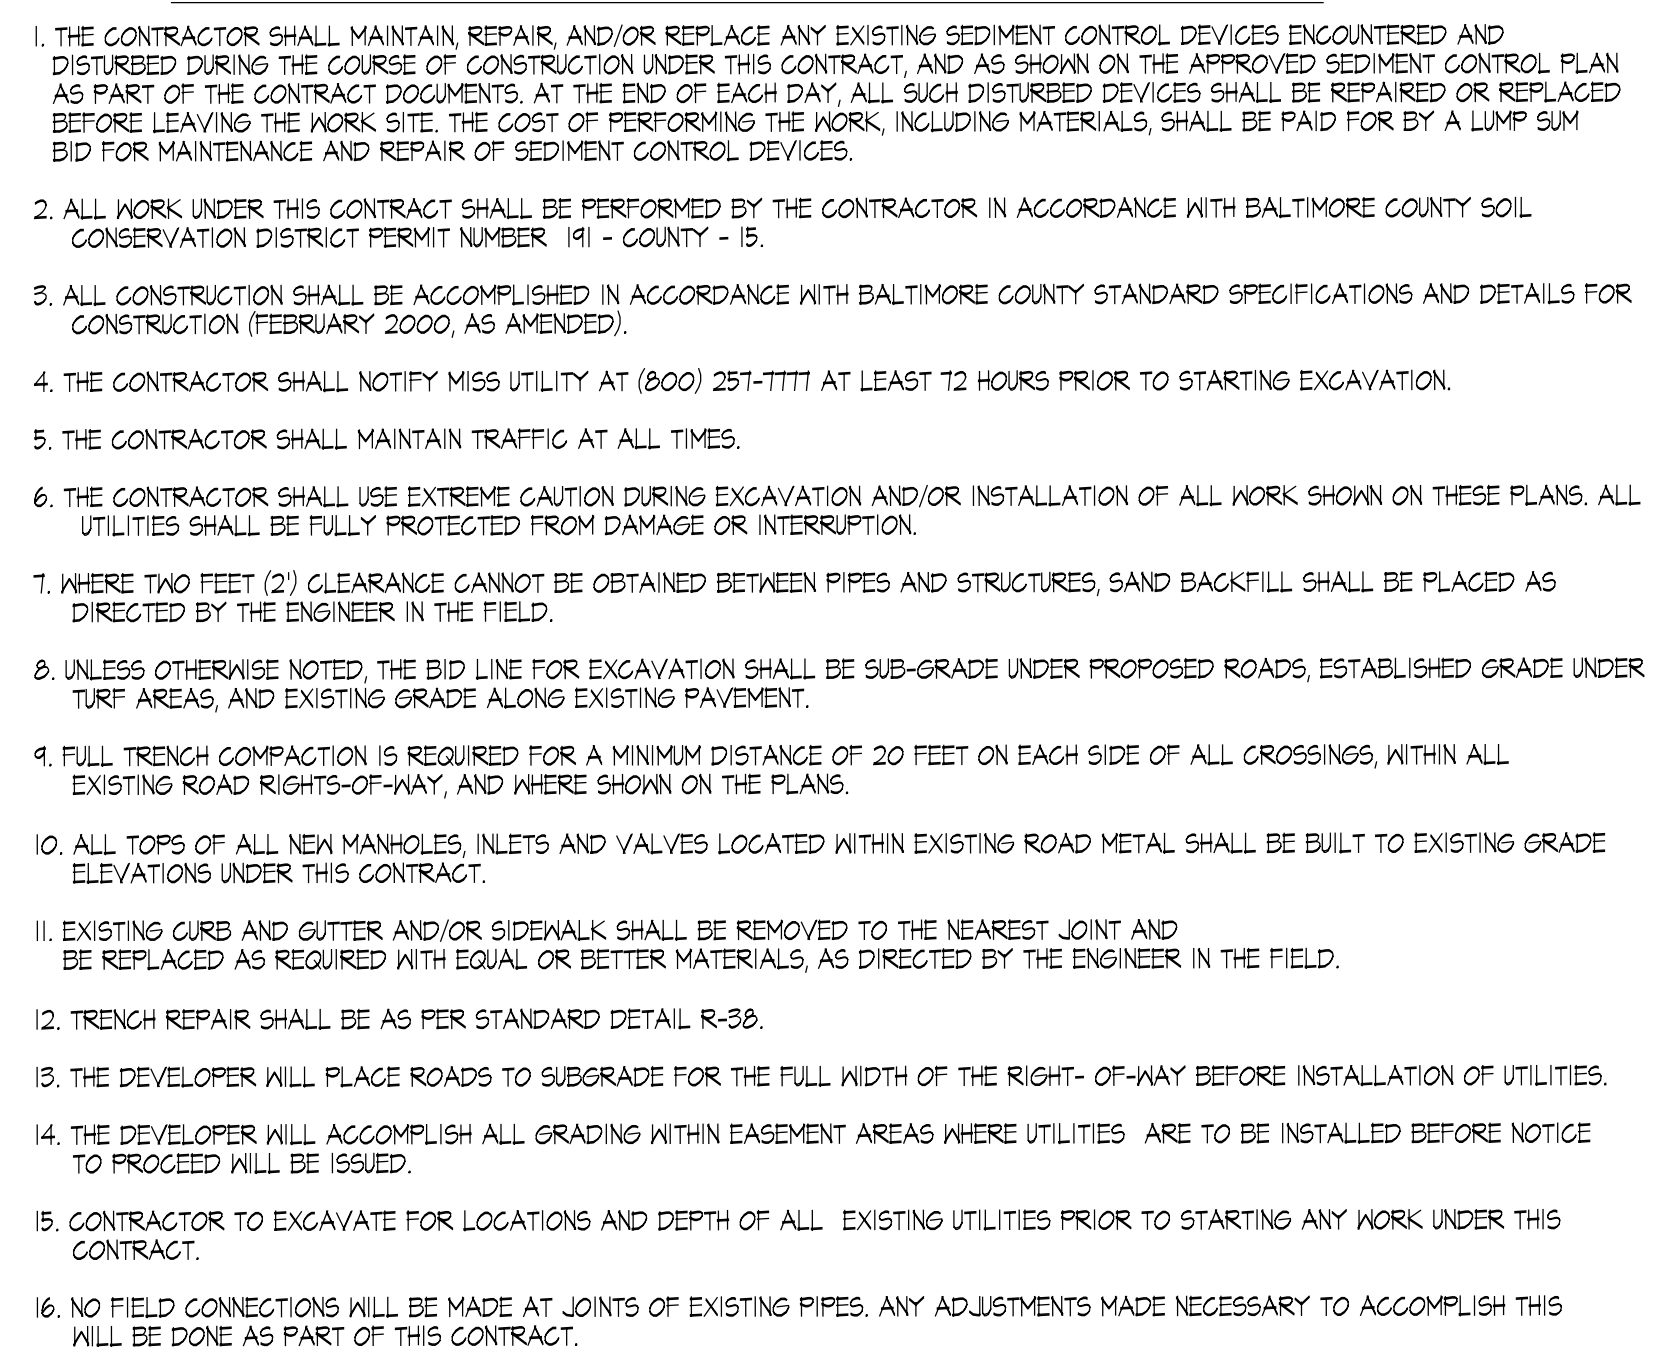 1. THE CONTRACTOR SHALL MAINTAIN, REPAIR, AND/OR REPLACE ANY EXISTING SEDIMENT CONTROL DEVICES ENCOUNTERED AND
DISTURBED DURING THE COURSE OF CONSTRUCTION UNDER THIS CONTRACT, AND AS SHOWN ON THE APPROVED SEDIMENT CONTROL PLAN
AS PART OF THE CONTRACT DOCUMENTS. AT THE END OF EACH DAY, ALL SUCH DISTURBED DEVICES SHALL BE REPAIRED OR REPLACED
BEFORE LEAVING THE WORK SITE. THE COST OF PERFORMING THE WORK, INCLUDING MATERIALS, SHALL BE PAID FOR BY A LUMP SUM
BID FOR MAINTENANCE AND REPAIR OF SEDIMENT CONTROL DEVICES.
2. ALL WORK UNDER THIS CONTRACT SHALL BE PERFORMED BY THE CONTRACTOR IN ACCORDANCE WITH BALTIMORE COUNTY SOIL
CONSERVATION DISTRICT PERMIT NUMBER 191 - COUNTY - 15.
3. ALL CONSTRUCTION SHALL BE ACCOMPLISHED IN ACCORDANCE WITH BALTIMORE COUNTY STANDARD SPECIFICATIONS AND DETAILS FOR
CONSTRUCTION (FEBRUARY 2000, AS AMENDED).
4. THE CONTRACTOR SHALL NOTIFY MISS UTILITY AT (800) 257-7777 AT LEAST 72 HOURS PRIOR TO STARTING EXCAVATION.
5. THE CONTRACTOR SHALL MAINTAIN TRAFFIC AT ALL TIMES.
6. THE CONTRACTOR SHALL USE EXTREME CAUTION DURING EXCAVATION AND/OR INSTALLATION OF ALL WORK SHOWN ON THESE PLANS. ALL
UTILITIES SHALL BE FULLY PROTECTED FROM DAMAGE OR INTERRUPTION.
7. WHERE TWO FEET (2') CLEARANCE CANNOT BE OBTAINED BETWEEN PIPES AND STRUCTURES, SAND BACKFILL SHALL BE PLACED AS
DIRECTED BY THE ENGINEER IN THE FIELD.
8. UNLESS OTHERWISE NOTED, THE BID LINE FOR EXCAVATION SHALL BE SUB-GRADE UNDER PROPOSED ROADS, ESTABLISHED GRADE UNDER
TURF AREAS, AND EXISTING GRADE ALONG EXISTING PAVEMENT.
9. FULL TRENCH COMPACTION IS REQUIRED FOR A MINIMUM DISTANCE OF 20 FEET ON EACH SIDE OF ALL CROSSINGS, WITHIN ALL
EXISTING ROAD RIGHTS-OF-WAY, AND WHERE SHOWN ON THE PLANS.
10. ALL TOPS OF ALL NEW MANHOLES, INLETS AND VALVES LOCATED WITHIN EXISTING ROAD METAL SHALL BE BUILT TO EXISTING GRADE
ELEVATIONS UNDER THIS CONTRACT.
11. EXISTING CURB AND GUTTER AND/OR SIDEWALK SHALL BE REMOVED TO THE NEAREST JOINT AND
BE REPLACED AS REQUIRED WITH EQUAL OR BETTER MATERIALS, AS DIRECTED BY THE ENGINEER IN THE FIELD.
12. TRENCH REPAIR SHALL BE AS PER STANDARD DETAIL R-38.
13. THE DEVELOPER WILL PLACE ROADS TO SUBGRADE FOR THE FULL WIDTH OF THE RIGHT- OF-WAY BEFORE INSTALLATION OF UTILITIES.
14. THE DEVELOPER WILL ACCOMPLISH ALL GRADING WITHIN EASEMENT AREAS WHERE UTILITIES ARE TO BE INSTALLED BEFORE NOTICE
TO PROCEED WILL BE ISSUED.
15. CONTRACTOR TO EXCAVATE FOR LOCATIONS AND DEPTH OF ALL EXISTING UTILITIES PRIOR TO STARTING ANY WORK UNDER THIS
CONTRACT.
16. NO FIELD CONNECTIONS WILL BE MADE AT JOINTS OF EXISTING PIPES. ANY ADJUSTMENTS MADE NECESSARY TO ACCOMPLISH THIS
WILL BE DONE AS PART OF THIS CONTRACT.